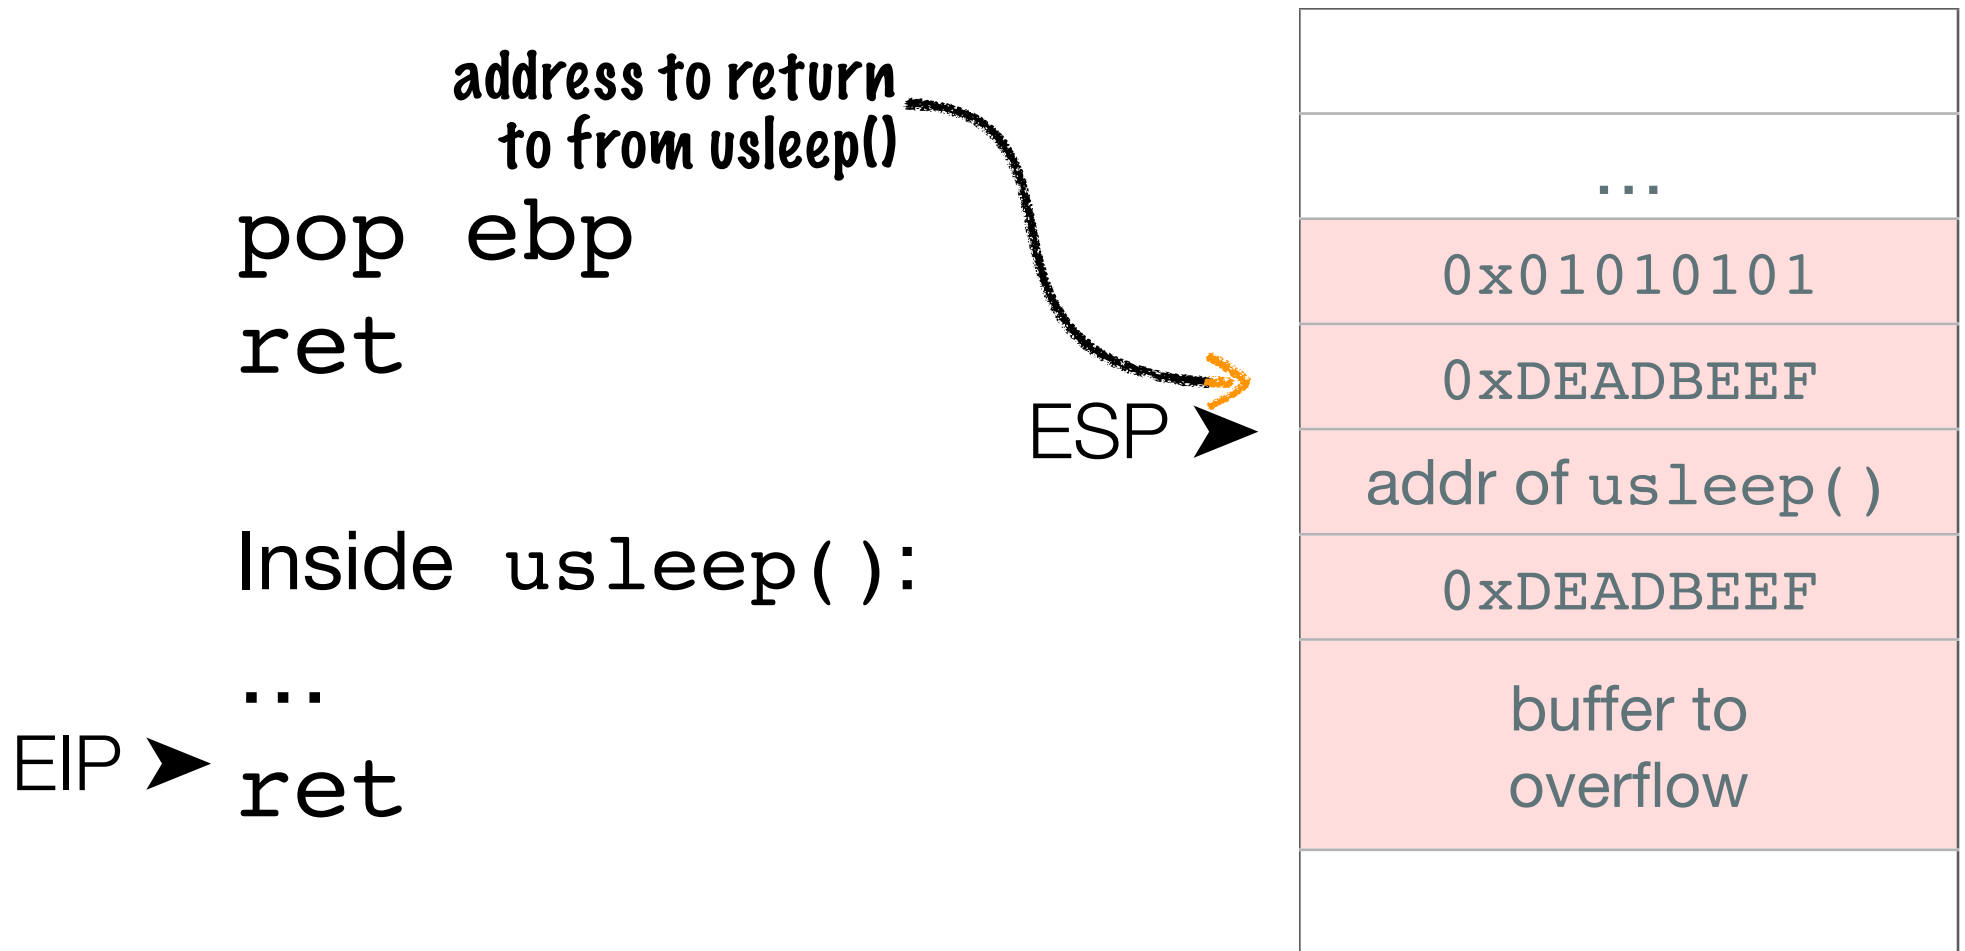 address to return
to from usleep()
pop ebp
ret
Inside usleep():
...
EIP
ret
ESP
...
0x01010101
0xDEADBEEF
addr of usleep()
0xDEADBEEF
buffer to
overflow